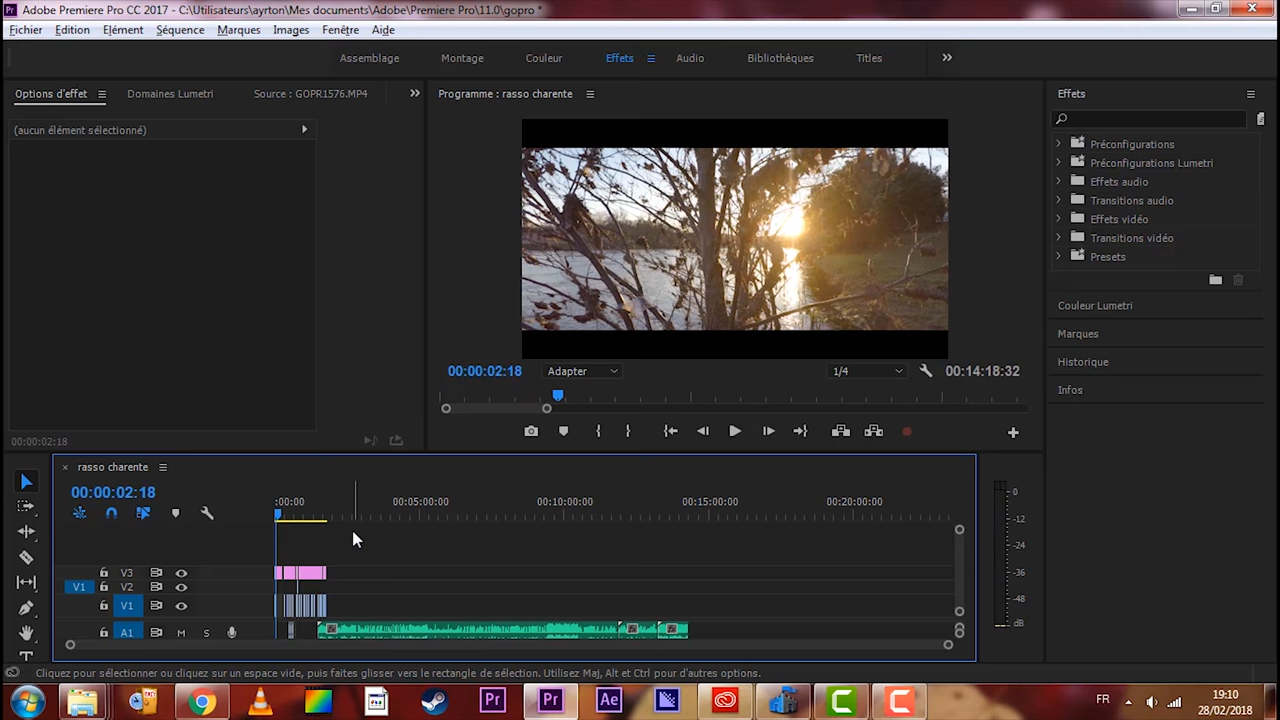 Adobe Premiere Pro CC 2017 - C:\Utilisateurs\ayrton\Mes documents\Adobe\Premiere Pro\11.0\gopro *
Fichier Edition Elément Séquence Marques Images Fenêtre Aide
Assemblage Montage Couleur Effets Audio Bibliothèques Titles
Options d'effet Domaines Lumetri Source : GOPR1576.MP4
(aucun élément sélectionné)
00:00:02:18
Programme : rasso charente
00:00:02:18 Adapter 1/4 00:14:18:32
Effets
Préconfigurations
Préconfigurations Lumetri
Effets audio
Transitions audio
Effets vidéo
Transitions vidéo
Presets
Couleur Lumetri
Marques
Historique
Infos
rasso charente
00:00:02:18
:00:00 00:05:00:00 00:10:00:00 00:15:00:00 00:20:00:00
V3
V1 V2
V1
A1 M S
0
-12
-24
-36
-48
dB
Cliquez pour sélectionner ou cliquez sur un espace vide, puis faites glisser vers le rectangle de sélection. Utilisez Maj, Alt et Ctrl pour d'autres options.
FR
19:10
28/02/2018